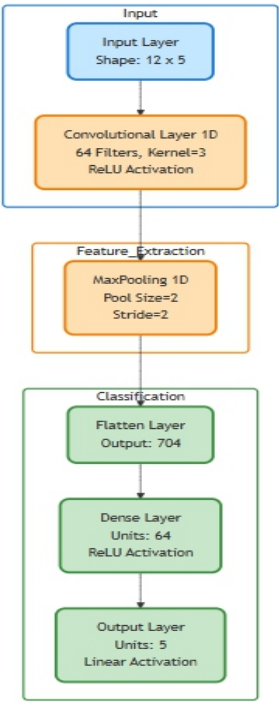 Input
Input Layer
Shape: 12 x 5
Convolutional Layer 1D
64 Filters, Kernel=3
ReLU Activation
Feature_Extraction
MaxPooling 1D
Pool Size=2
Stride=2
Classification
Flatten Layer
Output: 704
Dense Layer
Units: 64
ReLU Activation
Output Layer
Units: 5
Linear Activation